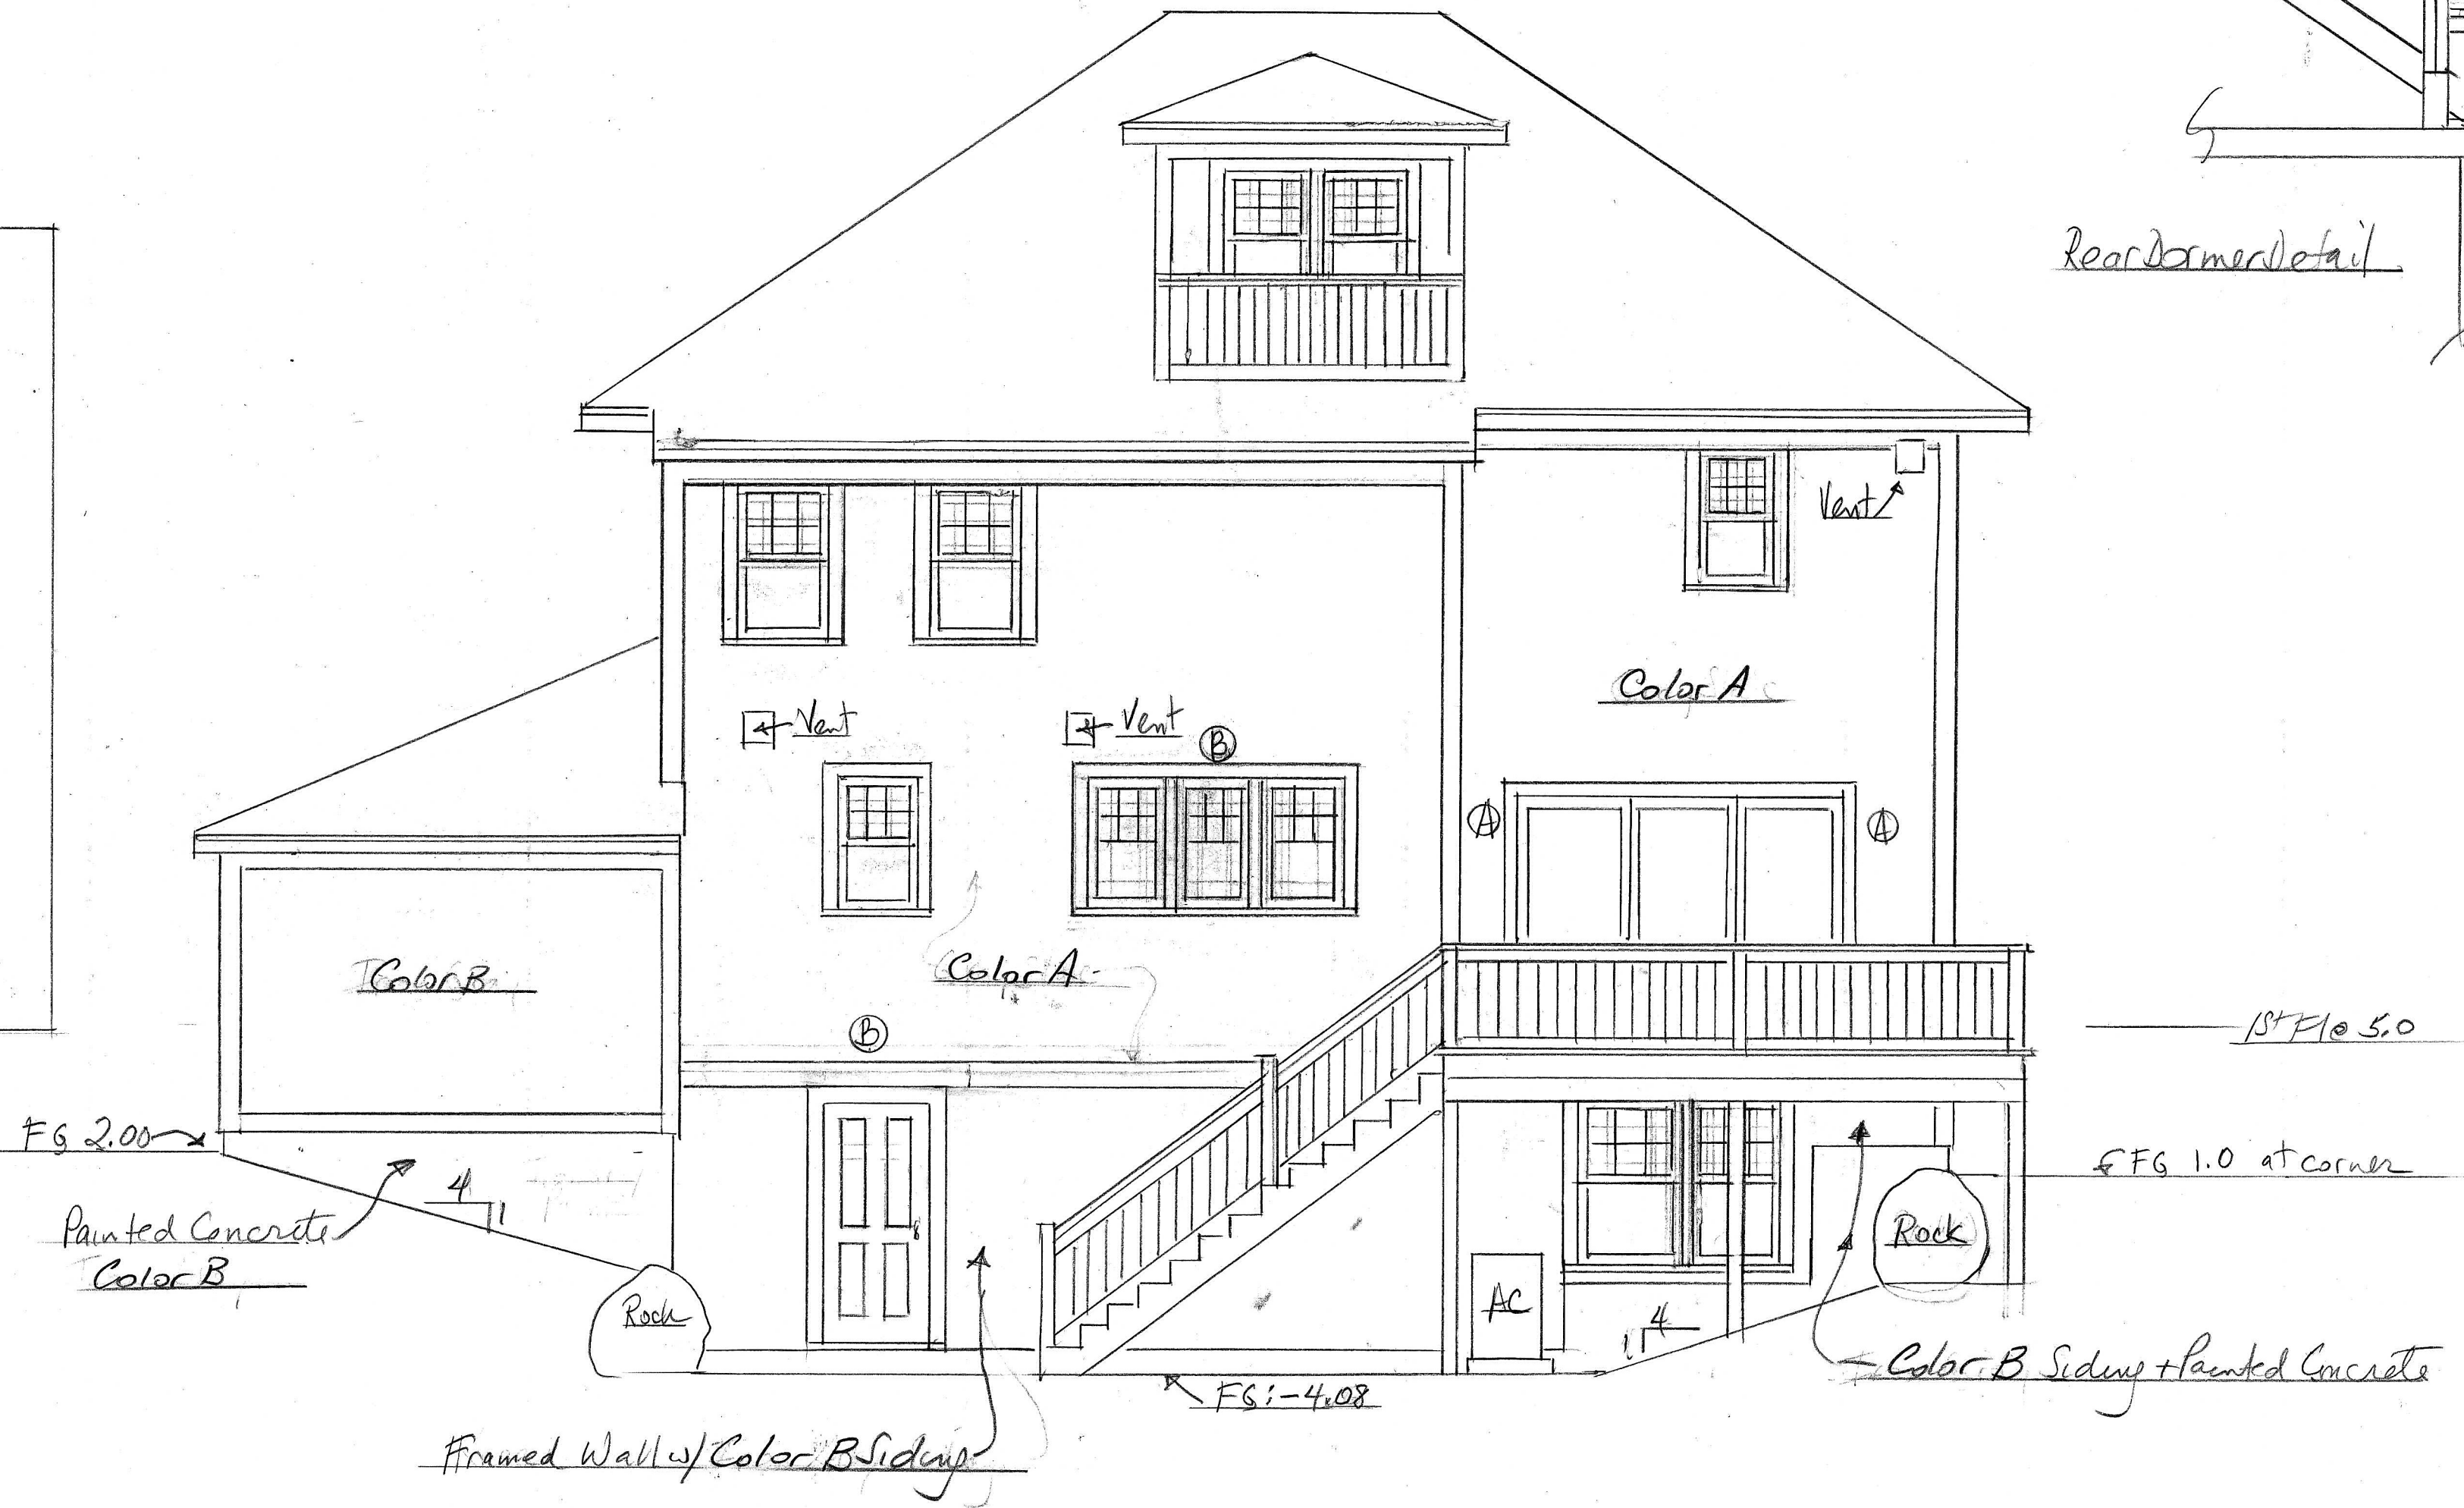 Rear Dormer Detail
Vent
Color A
Vent
Vent
B
A
A
Color B
Color A
B
1st Fl @ 5.0
FG 2.00
FG 1.0 at corner
4
1
Painted Concrete
Color B
Rock
Rock
AC
4
1
Color B Siding + Painted Concrete
FG: -4.08
Framed Wall w/ Color B Siding